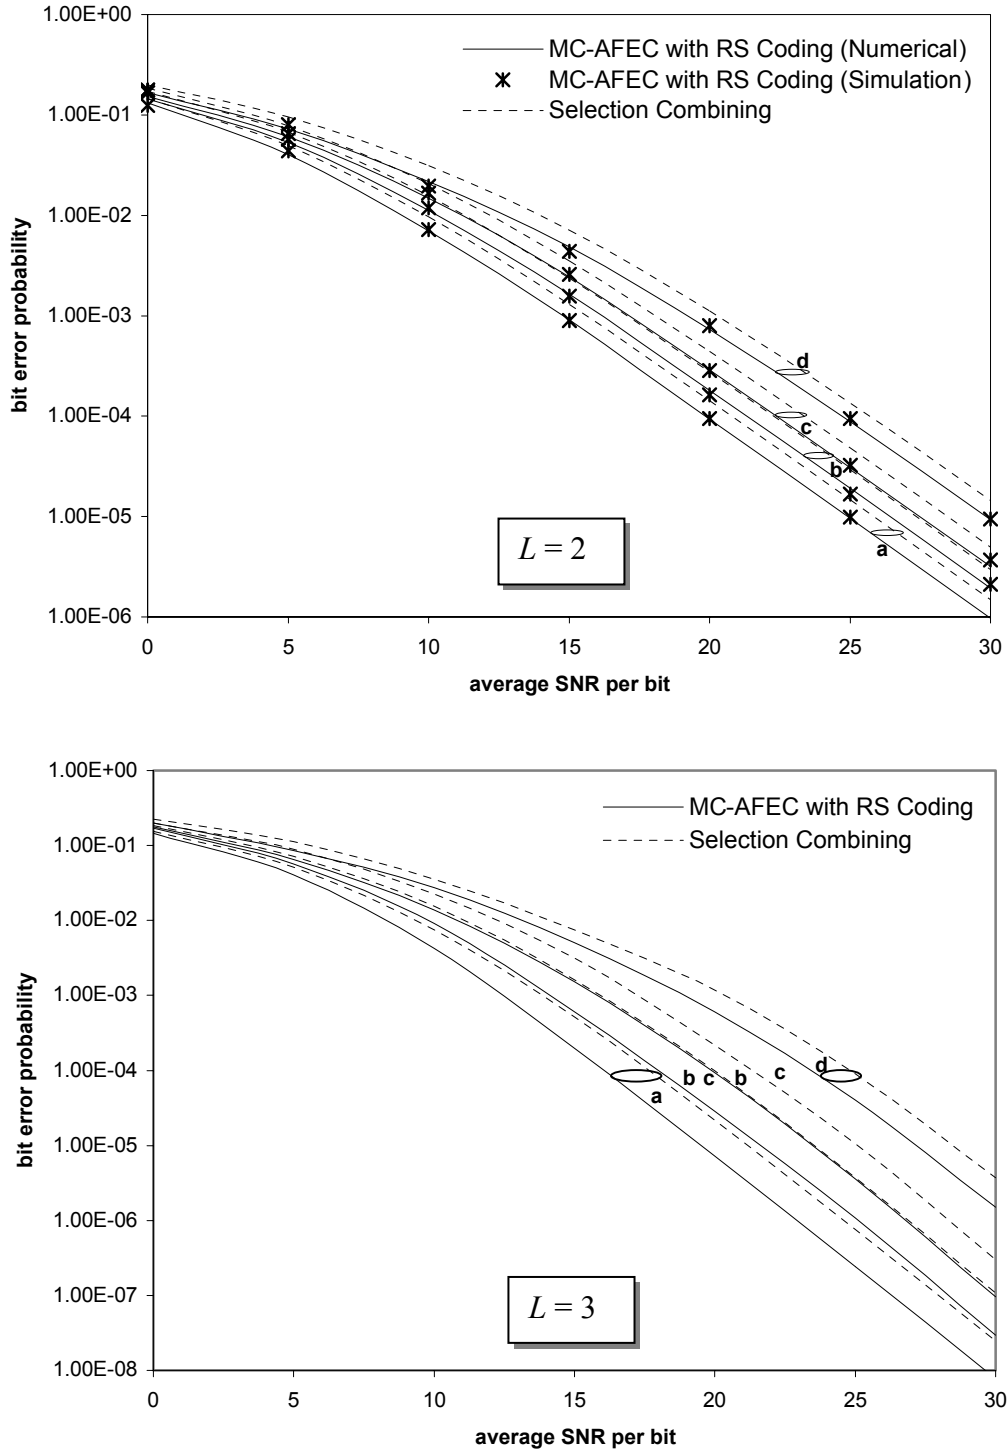 1.00E+00
MC-AFEC with RS Coding (Numerical)
MC-AFEC with RS Coding (Simulation)
Selection Combining
1.00E-01
1.00E-02
1.00E-03
1.00E-04
1.00E-05
1.00E-06
bit error probability
d
c
b
a
L = 2
0 5 10 15 20 25 30
average SNR per bit
1.00E+00
MC-AFEC with RS Coding
Selection Combining
1.00E-01
1.00E-02
1.00E-03
1.00E-04
1.00E-05
1.00E-06
1.00E-07
1.00E-08
bit error probability
a b c b c d
L = 3
0 5 10 15 20 25 30
average SNR per bit